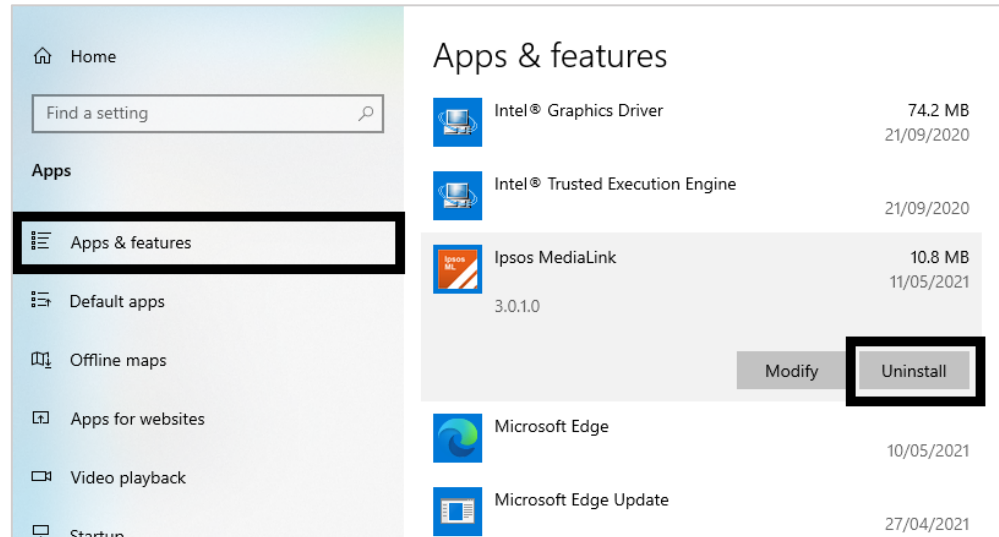 Home
Find a setting
Apps
Apps & features
Default apps
Offline maps
Apps for websites
Video playback
Startup
Apps & features
Intel® Graphics Driver 74.2 MB
21/09/2020
Intel® Trusted Execution Engine
21/09/2020
Ipsos ML
Ipsos MediaLink 10.8 MB
11/05/2021
3.0.1.0
Modify Uninstall
Microsoft Edge
10/05/2021
Microsoft Edge Update
27/04/2021